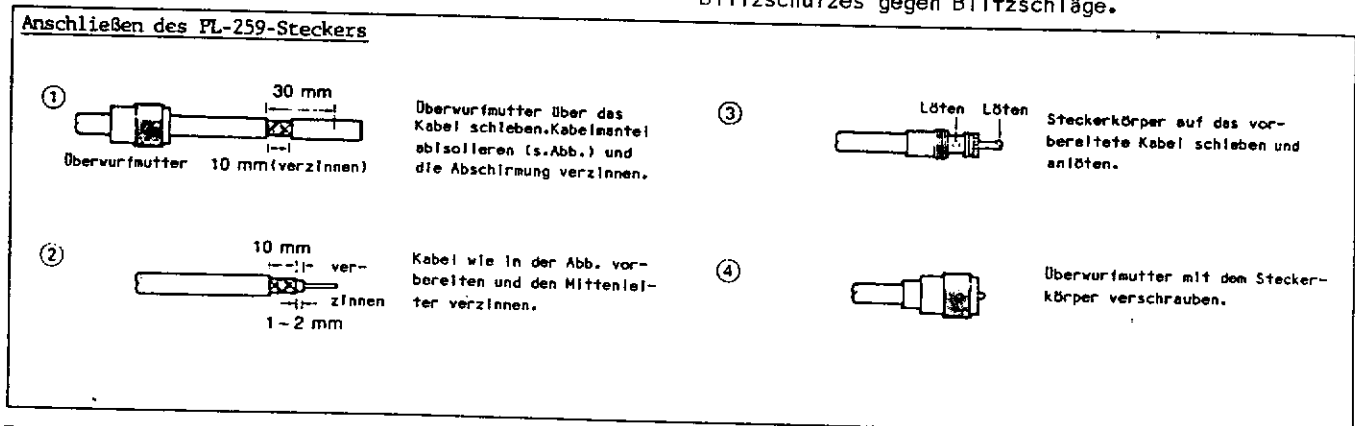 Blitzschutzes gegen Blitzschläge.
Anschließen des PL-259-Steckers
①
30 mm
Überwurfmutter
10 mm (verzinnen)
Überwurfmutter über das
Kabel schieben. Kabelmantel
abisolieren (s.Abb.) und
die Abschirmung verzinnen.
②
10 mm
ver-
zinnen
1 ~ 2 mm
Kabel wie in der Abb. vor-
bereiten und den Mittenlei-
ter verzinnen.
③
Löten Löten
Steckerkörper auf das vor-
bereitete Kabel schieben und
anlöten.
④
Überwurfmutter mit dem Stecker-
körper verschrauben.